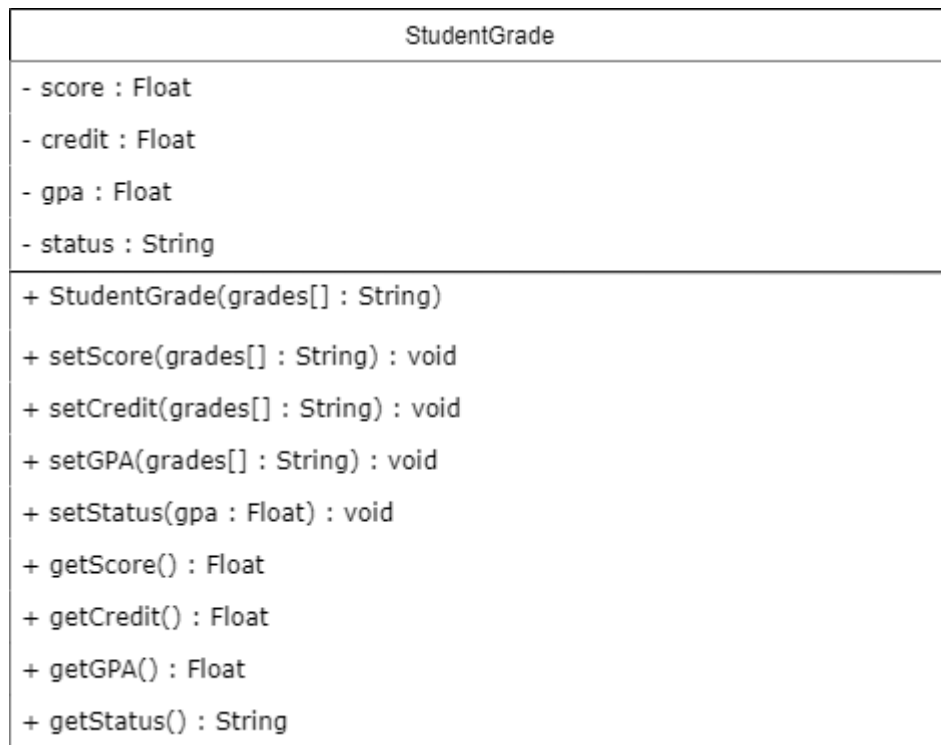 StudentGrade
- score : Float
- credit : Float
- gpa : Float
- status : String
+ StudentGrade(grades[] : String)
+ setScore(grades[] : String) : void
+ setCredit(grades[] : String) : void
+ setGPA(grades[] : String) : void
+ setStatus(gpa : Float) : void
+ getScore() : Float
+ getCredit() : Float
+ getGPA() : Float
+ getStatus() : String